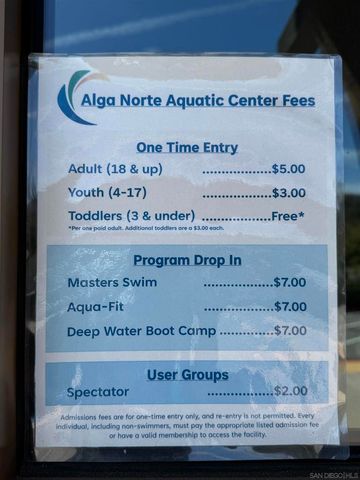 Alga Norte Aquatic Center Fees
One Time Entry
Adult (18 & up) ..................$5.00
Youth (4-17) ..................$3.00
Toddlers (3 & under) ..................Free*
*Per one paid adult. Additional toddlers are a $3.00 each.
Program Drop In
Masters Swim ..................$7.00
Aqua-Fit ..................$7.00
Deep Water Boot Camp ..............$7.00
User Groups
Spectator .................$2.00
Admissions fees are for one-time entry only, and re-entry is not permitted. Every
individual, including non-swimmers, must pay the appropriate listed admission fee
or have a valid membership to access the facility.
SAN DIEGO MLS